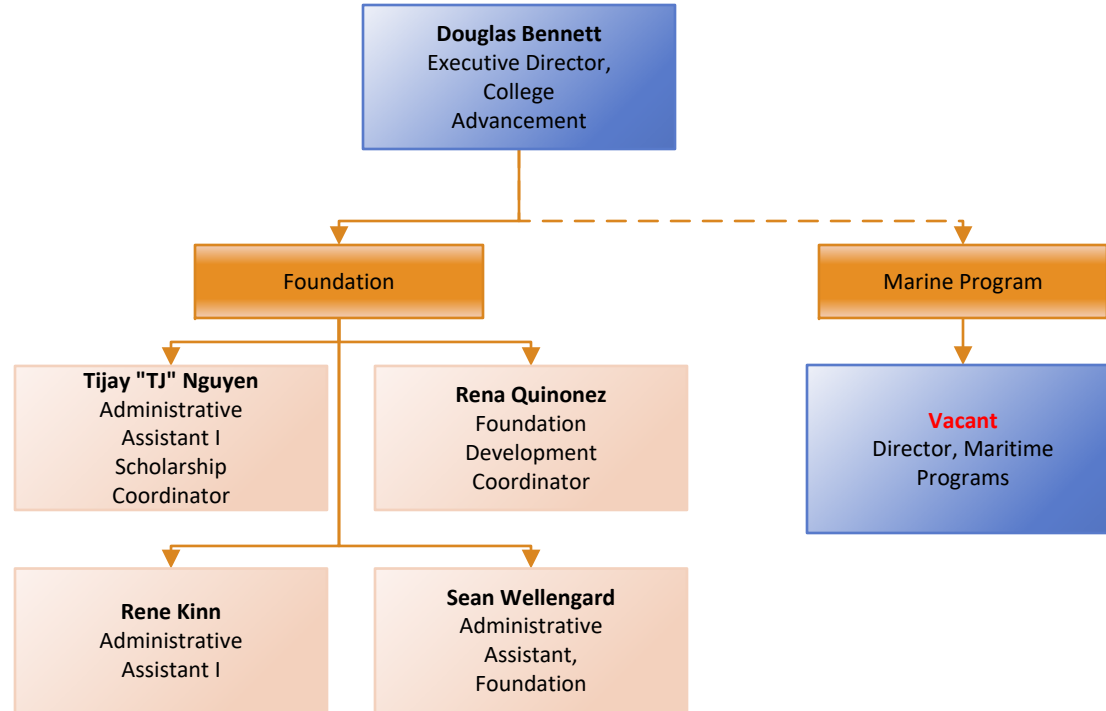 Douglas Bennett
Executive Director,
College
Advancement
Foundation
Marine Program
Tijay "TJ" Nguyen
Administrative
Assistant I
Scholarship
Coordinator
Rena Quinonez
Foundation
Development
Coordinator
Vacant
Director, Maritime
Programs
Rene Kinn
Administrative
Assistant I
Sean Wellengard
Administrative
Assistant,
Foundation